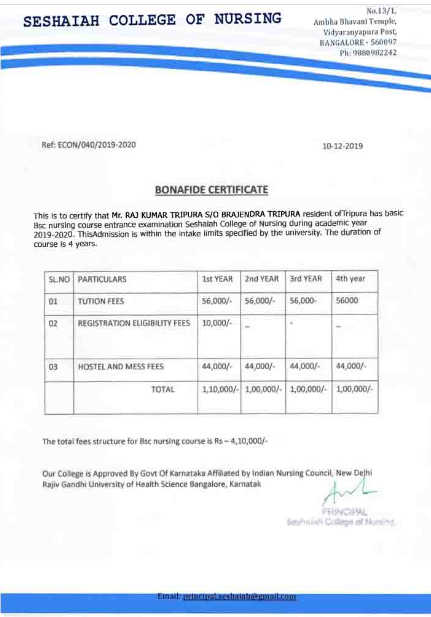 SESHAIAH COLLEGE OF NURSING
No.13/1,
Ambha Bhavani Temple,
Vidyaranyapura Post,
BANGALORE - 560097
Ph: 9880982242
Ref: ECON/040/2019-2020
10-12-2019
BONAFIDE CERTIFICATE
This is to certify that Mr. RAJ KUMAR TRIPURA S/O BRAJENDRA TRIPURA resident ofTripura has basic
Bsc nursing course entrance examination Seshaiah College of Nursing during academic year
2019-2020. ThisAdmission is within the intake limits specified by the university. The duration of
course is 4 years.
SL.NO PARTICULARS 1st YEAR 2nd YEAR 3rd YEAR 4th year
01 TUTION FEES 56,000/- 56,000/- 56,000- 56000
02 REGISTRATION ELIGIBILITY FEES 10,000/- _ - _
03 HOSTEL AND MESS FEES 44,000/- 44,000/- 44,000/- 44,000/-
TOTAL 1,10,000/- 1,00,000/- 1,00,000/- 1,00,000/-
The total fees structure for Bsc nursing course is Rs – 4,10,000/-
Our College is Approved By Govt Of Karnataka Affiliated by Indian Nursing Council, New Delhi
Rajiv Gandhi University of Health Science Bangalore, Karnatak
PRINCIPAL
Seshaiah College of Nursing
Email: principal.seshaiah@gmail.com